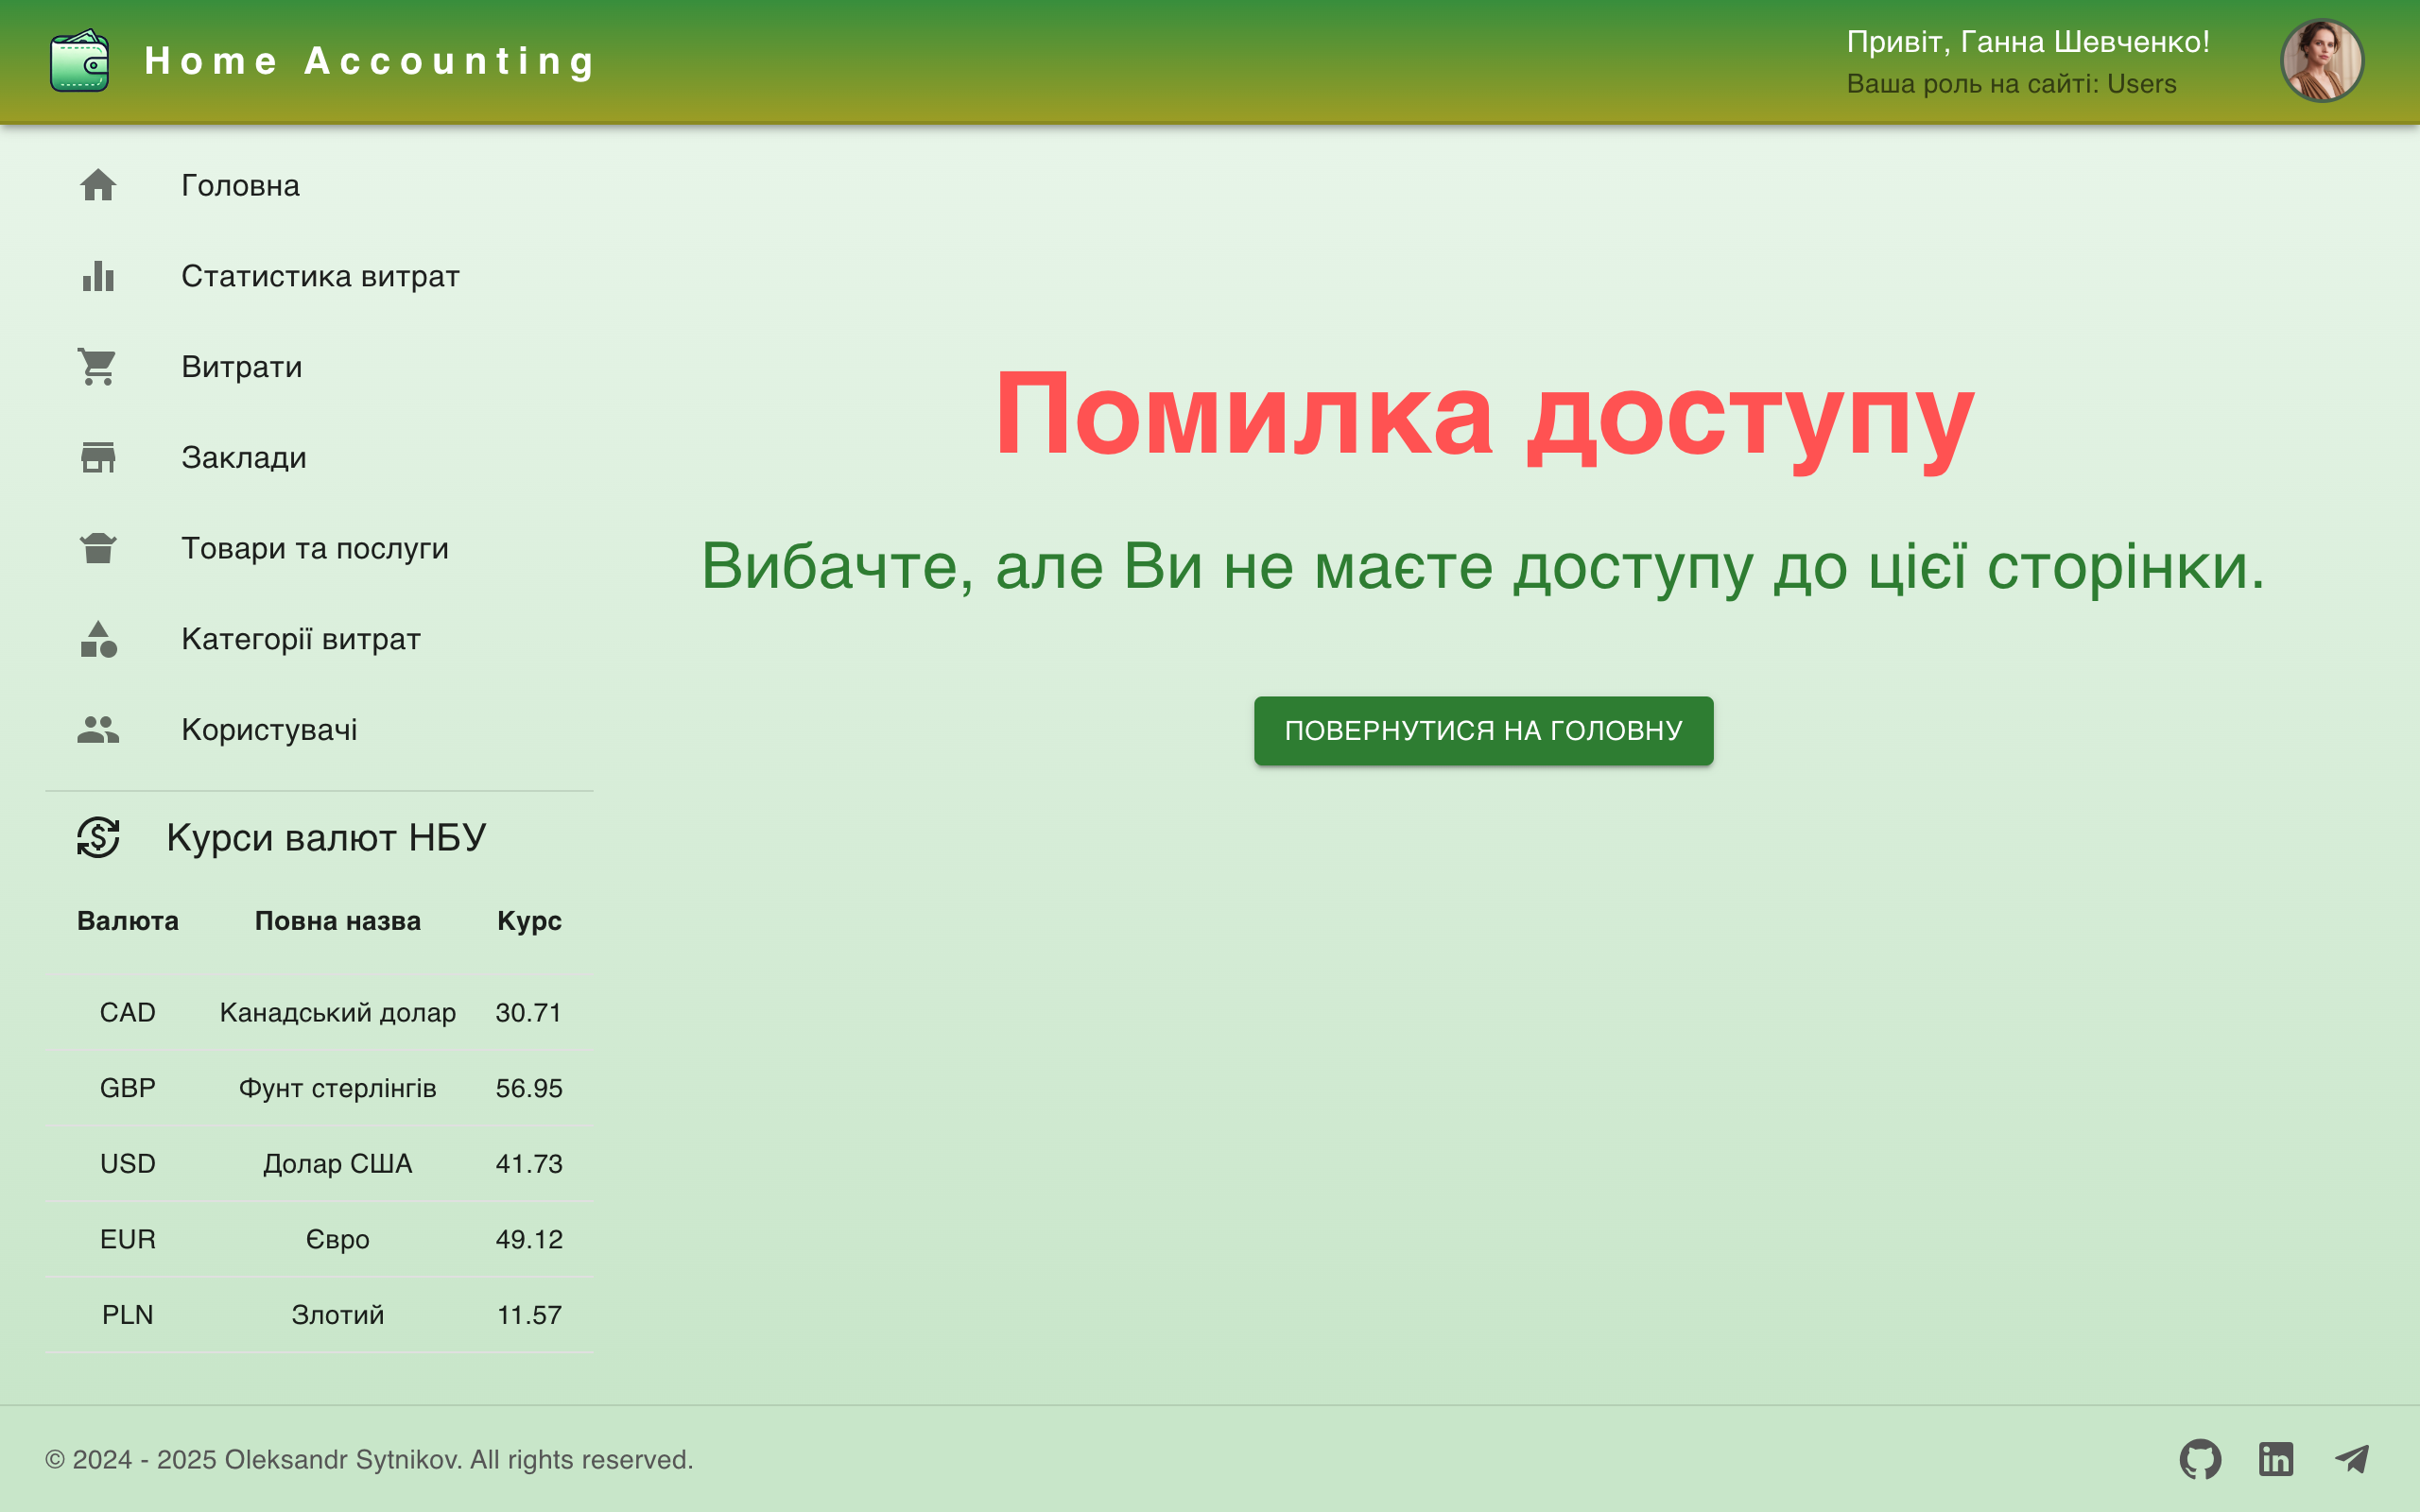 Home Accounting
Привіт, Ганна Шевченко!
Ваша роль на сайті: Users
Головна
Статистика витрат
Витрати
Заклади
Товари та послуги
Категорії витрат
Користувачі
Курси валют НБУ
Валюта Повна назва Курс
CAD Канадський долар 30.71
GBP Фунт стерлінгів 56.95
USD Долар США 41.73
EUR Євро 49.12
PLN Злотий 11.57
Помилка доступу
Вибачте, але Ви не маєте доступу до цієї сторінки.
ПОВЕРНУТИСЯ НА ГОЛОВНУ
© 2024 - 2025 Oleksandr Sytnikov. All rights reserved.